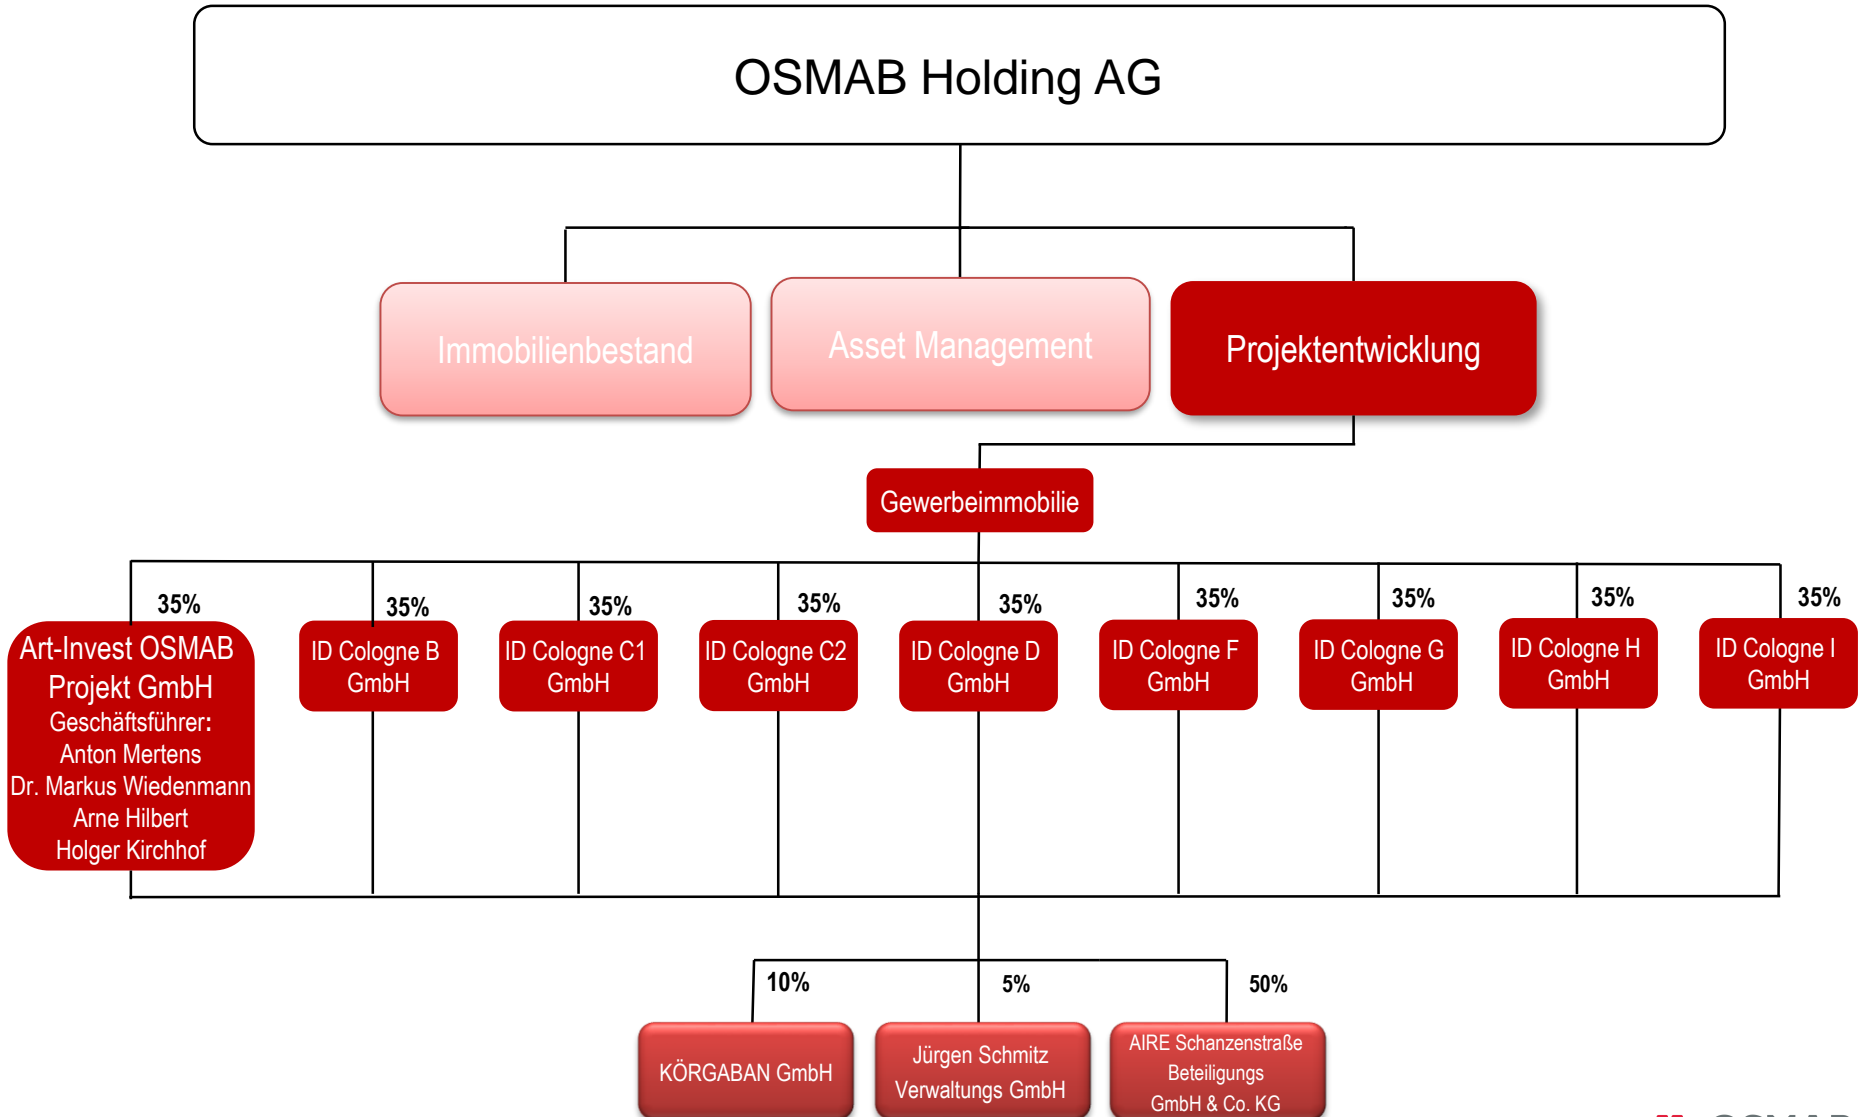 OSMAB Holding AG
Immobilienbestand
Asset Management
Projektentwicklung
Gewerbeimmobilie
35%
35%
35%
35%
35%
35%
35%
35%
35%
Art-Invest OSMAB
Projekt GmbH
Geschäftsführer:
Anton Mertens
Dr. Markus Wiedenmann
Arne Hilbert
Holger Kirchhof
ID Cologne B
GmbH
ID Cologne C1
GmbH
ID Cologne C2
GmbH
ID Cologne D
GmbH
ID Cologne F
GmbH
ID Cologne G
GmbH
ID Cologne H
GmbH
ID Cologne I
GmbH
10%
5%
50%
KÖRGABAN GmbH
Jürgen Schmitz
Verwaltungs GmbH
AIRE Schanzenstraße
Beteiligungs
GmbH & Co. KG
OSMAB